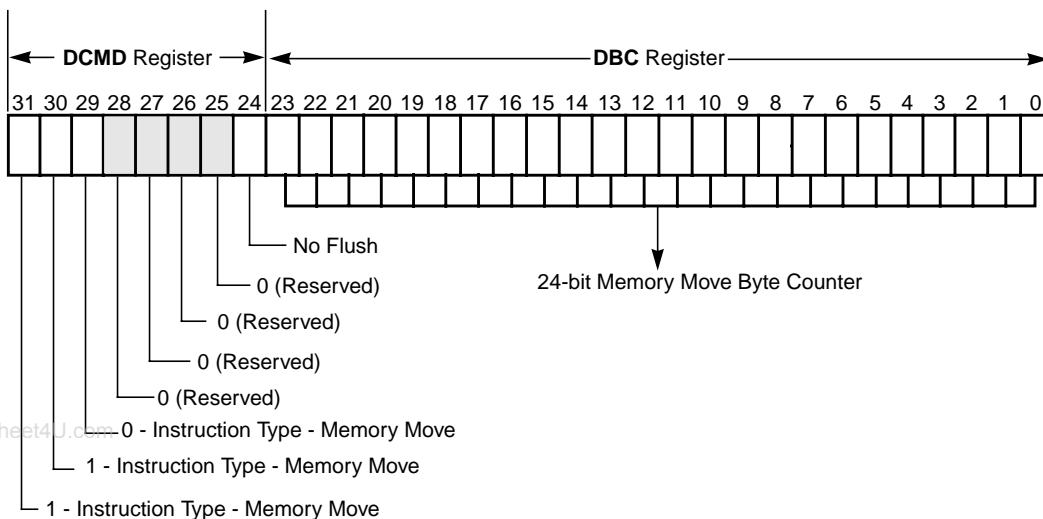 DCMD Register
DBC Register
31 30 29 28 27 26 25 24 23 22 21 20 19 18 17 16 15 14 13 12 11 10 9 8 7 6 5 4 3 2 1 0
No Flush
24-bit Memory Move Byte Counter
0 (Reserved)
0 (Reserved)
0 (Reserved)
0 (Reserved)
heet4U.com
0 - Instruction Type - Memory Move
1 - Instruction Type - Memory Move
1 - Instruction Type - Memory Move